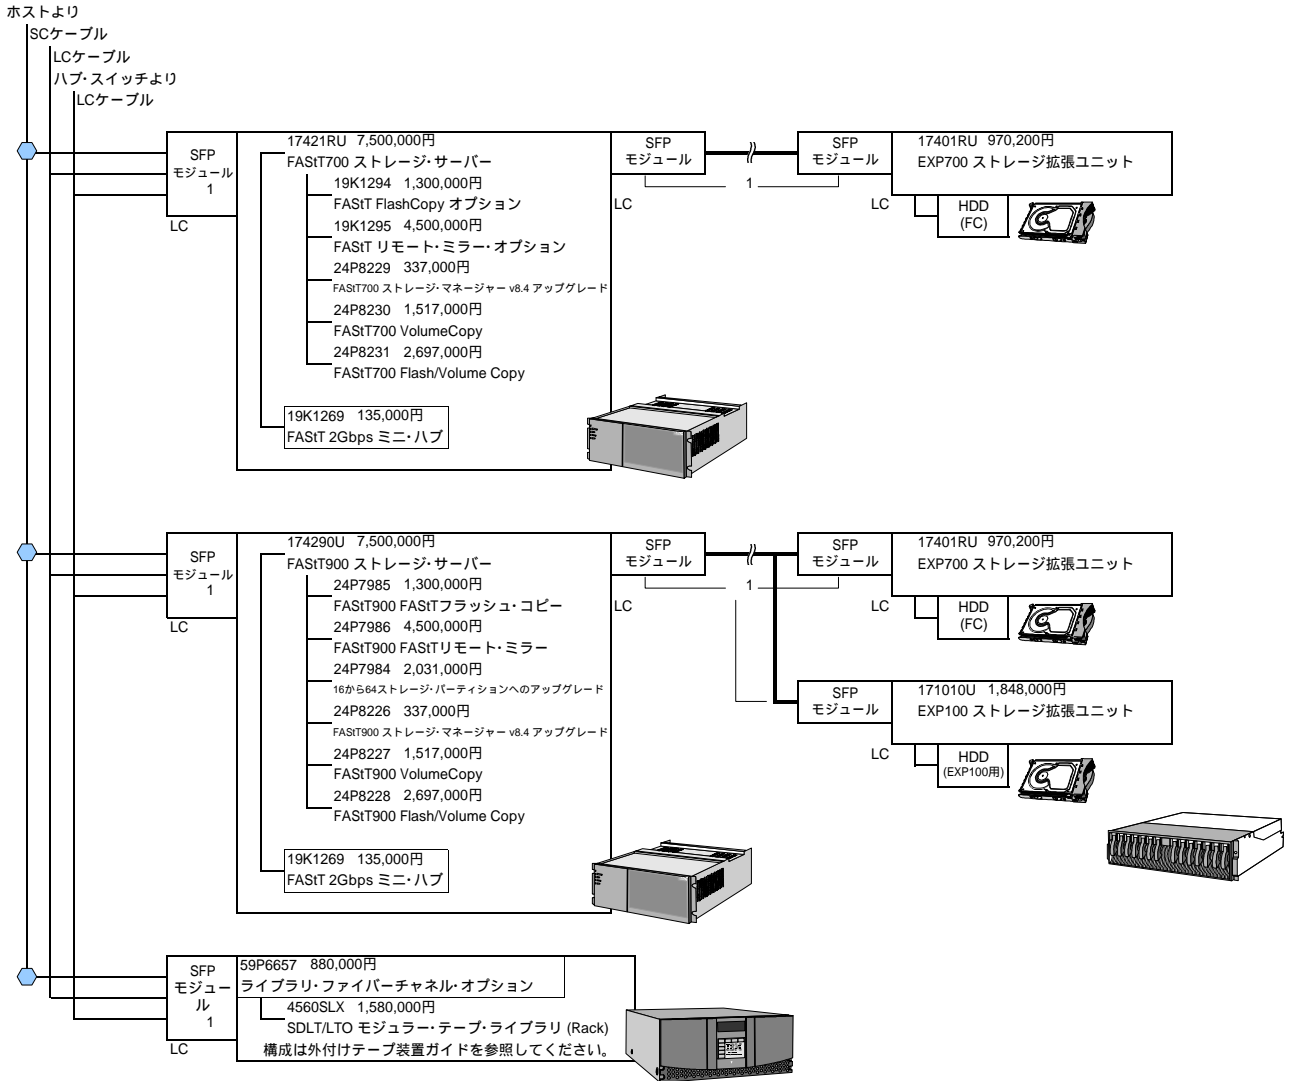 ホストより
SCケーブル
LCケーブル
ハブ・スイッチより
LCケーブル
SFP
モジュール
1
LC
17421RU 7,500,000円
FAStT700 ストレージ・サーバー
19K1294 1,300,000円
FAStT FlashCopy オプション
19K1295 4,500,000円
FAStT リモート・ミラー・オプション
24P8229 337,000円
FAStT700 ストレージ・マネージャー v8.4 アップグレード
24P8230 1,517,000円
FAStT700 VolumeCopy
24P8231 2,697,000円
FAStT700 Flash/Volume Copy
19K1269 135,000円
FAStT 2Gbps ミニ・ハブ
SFP
モジュール
LC
1
SFP
モジュール
LC
17401RU 970,200円
EXP700 ストレージ拡張ユニット
HDD
(FC)
SFP
モジュール
1
LC
174290U 7,500,000円
FAStT900 ストレージ・サーバー
24P7985 1,300,000円
FAStT900 FAStTフラッシュ・コピー
24P7986 4,500,000円
FAStT900 FAStTリモート・ミラー
24P7984 2,031,000円
16から64ストレージ・パーティションへのアップグレード
24P8226 337,000円
FAStT900 ストレージ・マネージャー v8.4 アップグレード
24P8227 1,517,000円
FAStT900 VolumeCopy
24P8228 2,697,000円
FAStT900 Flash/Volume Copy
19K1269 135,000円
FAStT 2Gbps ミニ・ハブ
SFP
モジュール
LC
1
SFP
モジュール
LC
17401RU 970,200円
EXP700 ストレージ拡張ユニット
HDD
(FC)
SFP
モジュール
LC
171010U 1,848,000円
EXP100 ストレージ拡張ユニット
HDD
(EXP100用)
SFP
モジュー
ル
1
LC
59P6657 880,000円
ライブラリ・ファイバーチャネル・オプション
4560SLX 1,580,000円
SDLT/LTO モジュラー・テープ・ライブラリ (Rack)
構成は外付けテープ装置ガイドを参照してください。